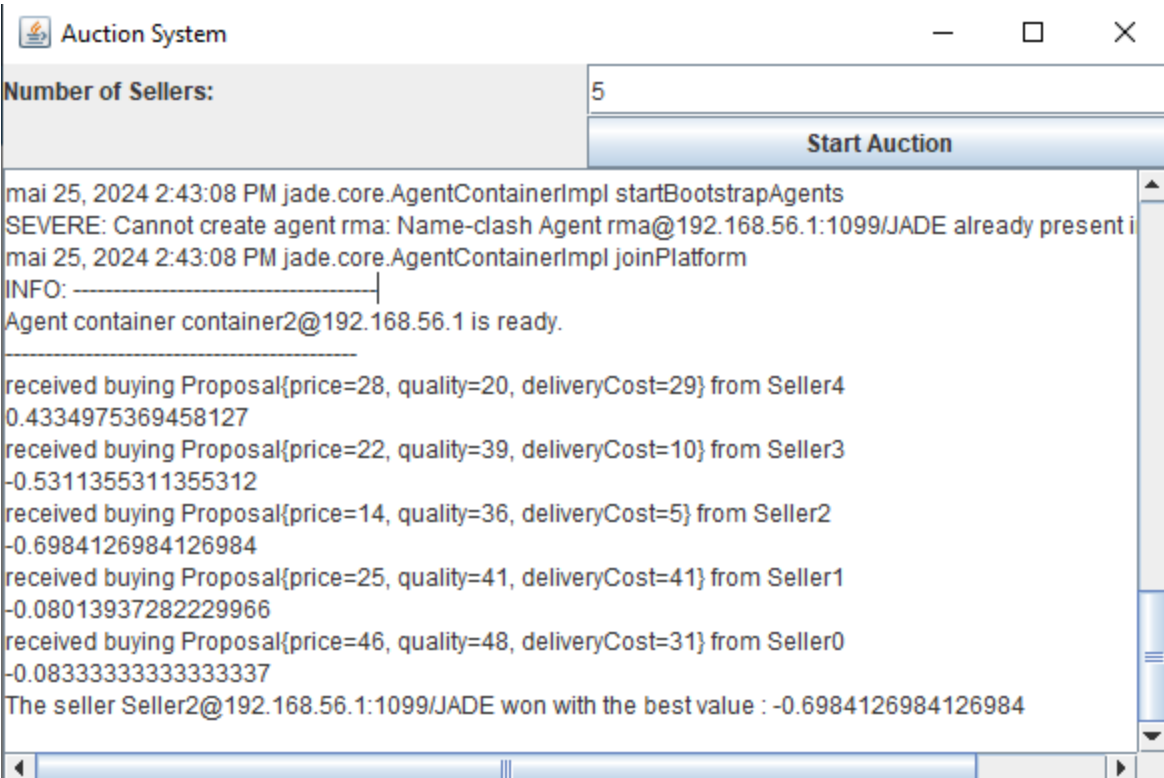 Auction System
Number of Sellers:
5
Start Auction
mai 25, 2024 2:43:08 PM jade.core.AgentContainerImpl startBootstrapAgents
SEVERE: Cannot create agent rma: Name-clash Agent rma@192.168.56.1:1099/JADE already present i
mai 25, 2024 2:43:08 PM jade.core.AgentContainerImpl joinPlatform
INFO: --------------------------------------
Agent container container2@192.168.56.1 is ready.
--------------------------------------------
received buying Proposal{price=28, quality=20, deliveryCost=29} from Seller4
0.4334975369458127
received buying Proposal{price=22, quality=39, deliveryCost=10} from Seller3
-0.5311355311355312
received buying Proposal{price=14, quality=36, deliveryCost=5} from Seller2
-0.6984126984126984
received buying Proposal{price=25, quality=41, deliveryCost=41} from Seller1
-0.08013937282229966
received buying Proposal{price=46, quality=48, deliveryCost=31} from Seller0
-0.08333333333333337
The seller Seller2@192.168.56.1:1099/JADE won with the best value : -0.6984126984126984